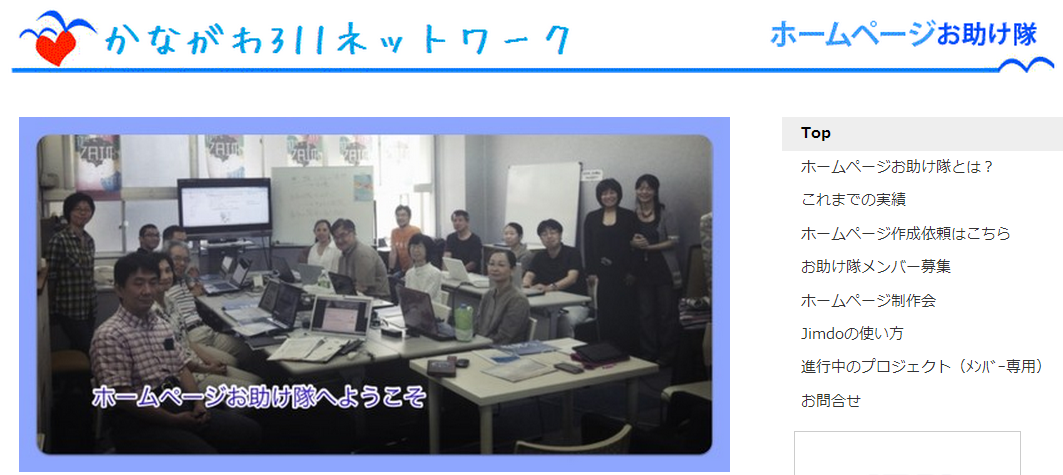 かながわ311ネットワーク
ホームページお助け隊
Top
ホームページお助け隊とは？
これまでの実績
ホームページ作成依頼はこちら
お助け隊メンバー募集
ホームページ制作会
Jimdoの使い方
進行中のプロジェクト（ﾒﾝﾊﾞｰ専用）
お問合せ
ホームページお助け隊へようこそ